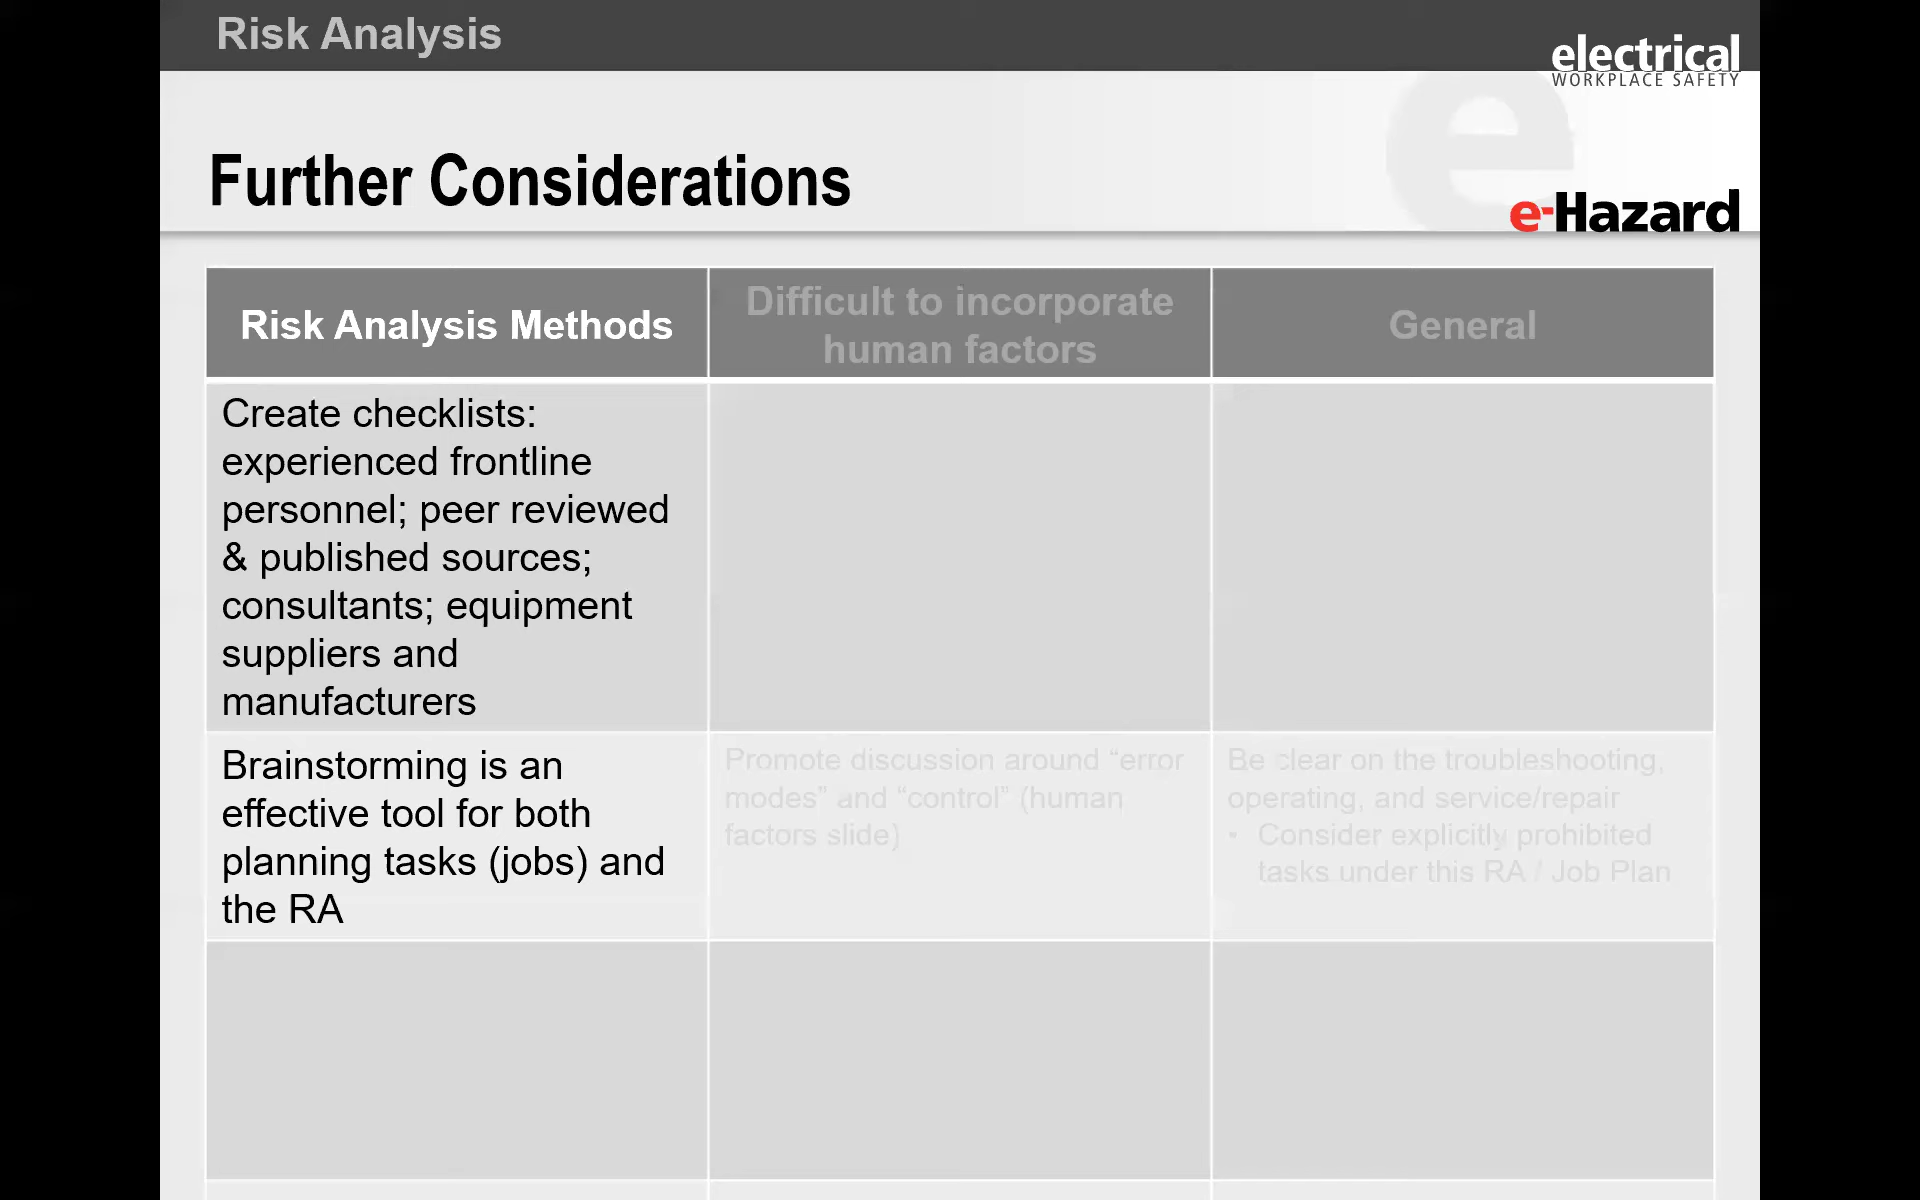 Risk Analysis
electrical
WORKPLACE SAFETY
Further Considerations
e-Hazard
Risk Analysis Methods
Difficult to incorporate
human factors
General
Create checklists:
experienced frontline
personnel; peer reviewed
& published sources;
consultants; equipment
suppliers and
manufacturers
Brainstorming is an
effective tool for both
planning tasks (jobs) and
the RA
Promote discussion around “error
modes” and “control” (human
factors slide)
Be clear on the troubleshooting,
operating, and service/repair
• Consider explicitly prohibited
tasks under this RA / Job Plan